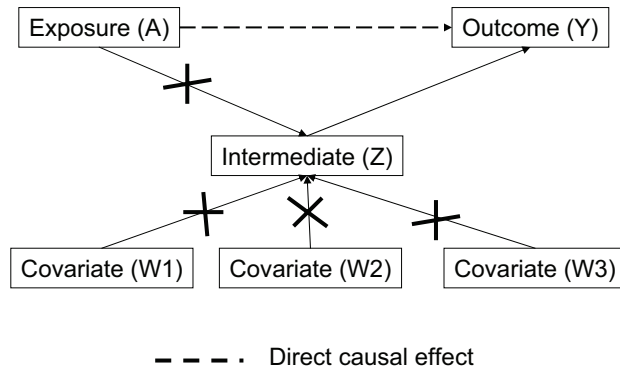 Exposure (A)
Outcome (Y)
Intermediate (Z)
Covariate (W1)
Covariate (W2)
Covariate (W3)
Direct causal effect